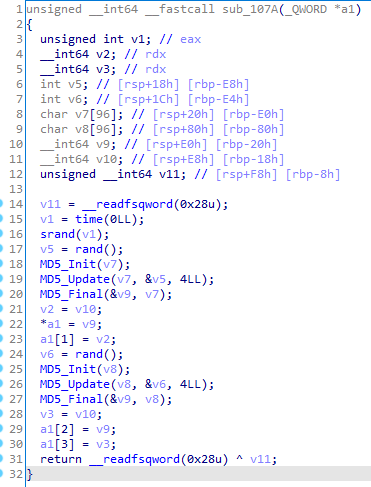 1 unsigned __int64 __fastcall sub_107A(_QWORD *a1)
2 {
3 unsigned int v1; // eax
4 __int64 v2; // rdx
5 __int64 v3; // rdx
6 int v5; // [rsp+18h] [rbp-E8h]
7 int v6; // [rsp+1Ch] [rbp-E4h]
8 char v7[96]; // [rsp+20h] [rbp-E0h]
9 char v8[96]; // [rsp+80h] [rbp-80h]
10 __int64 v9; // [rsp+E0h] [rbp-20h]
11 __int64 v10; // [rsp+E8h] [rbp-18h]
12 unsigned __int64 v11; // [rsp+F8h] [rbp-8h]
13
14 v11 = __readfsqword(0x28u);
15 v1 = time(0LL);
16 srand(v1);
17 v5 = rand();
18 MD5_Init(v7);
19 MD5_Update(v7, &v5, 4LL);
20 MD5_Final(&v9, v7);
21 v2 = v10;
22 *a1 = v9;
23 a1[1] = v2;
24 v6 = rand();
25 MD5_Init(v8);
26 MD5_Update(v8, &v6, 4LL);
27 MD5_Final(&v9, v8);
28 v3 = v10;
29 a1[2] = v9;
30 a1[3] = v3;
31 return __readfsqword(0x28u) ^ v11;
32 }